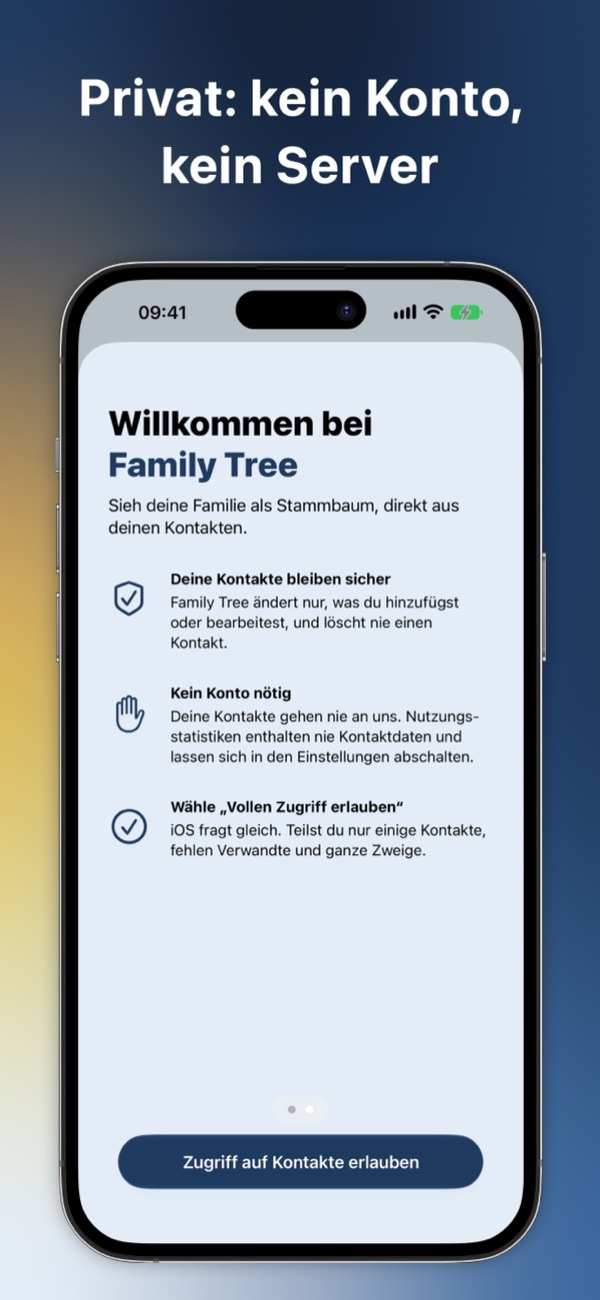 Privat: kein Konto,
kein Server
09:41
Willkommen bei
Family Tree
Sieh deine Familie als Stammbaum, direkt aus
deinen Kontakten.
Deine Kontakte bleiben sicher
Family Tree ändert nur, was du hinzufügst
oder bearbeitest, und löscht nie einen
Kontakt.
Kein Konto nötig
Deine Kontakte gehen nie an uns. Nutzungs-
statistiken enthalten nie Kontaktdaten und
lassen sich in den Einstellungen abschalten.
Wähle „Vollen Zugriff erlauben“
iOS fragt gleich. Teilst du nur einige Kontakte,
fehlen Verwandte und ganze Zweige.
Zugriff auf Kontakte erlauben